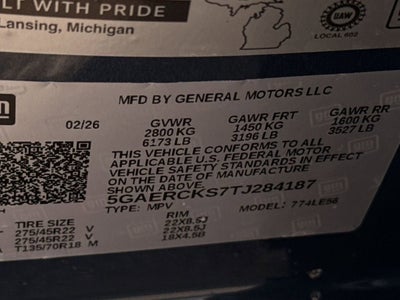 LT WITH PRIDE
Lansing, Michigan
UAW
LOCAL 602
gm
MFD BY GENERAL MOTORS LLC
02/26 GVWR GAWR FRT GAWR RR
2800 KG 1450 KG 1600 KG
6173 LB 3196 LB 3527 LB
THIS VEHICLE CONFORMS TO ALL
APPLICABLE U.S. FEDERAL MOTOR
VEHICLE SAFETY STANDARDS IN EFFECT
ON THE DATE OF MANUFACTURE
5GAERCKS7TJ284187
TYPE: MPV MODEL: 774LE56
TIRE SIZE RIM
275/45R22 V 22X8.5J
275/45R22 V 22X8.5J
T135/70R18 M 18X4.5B